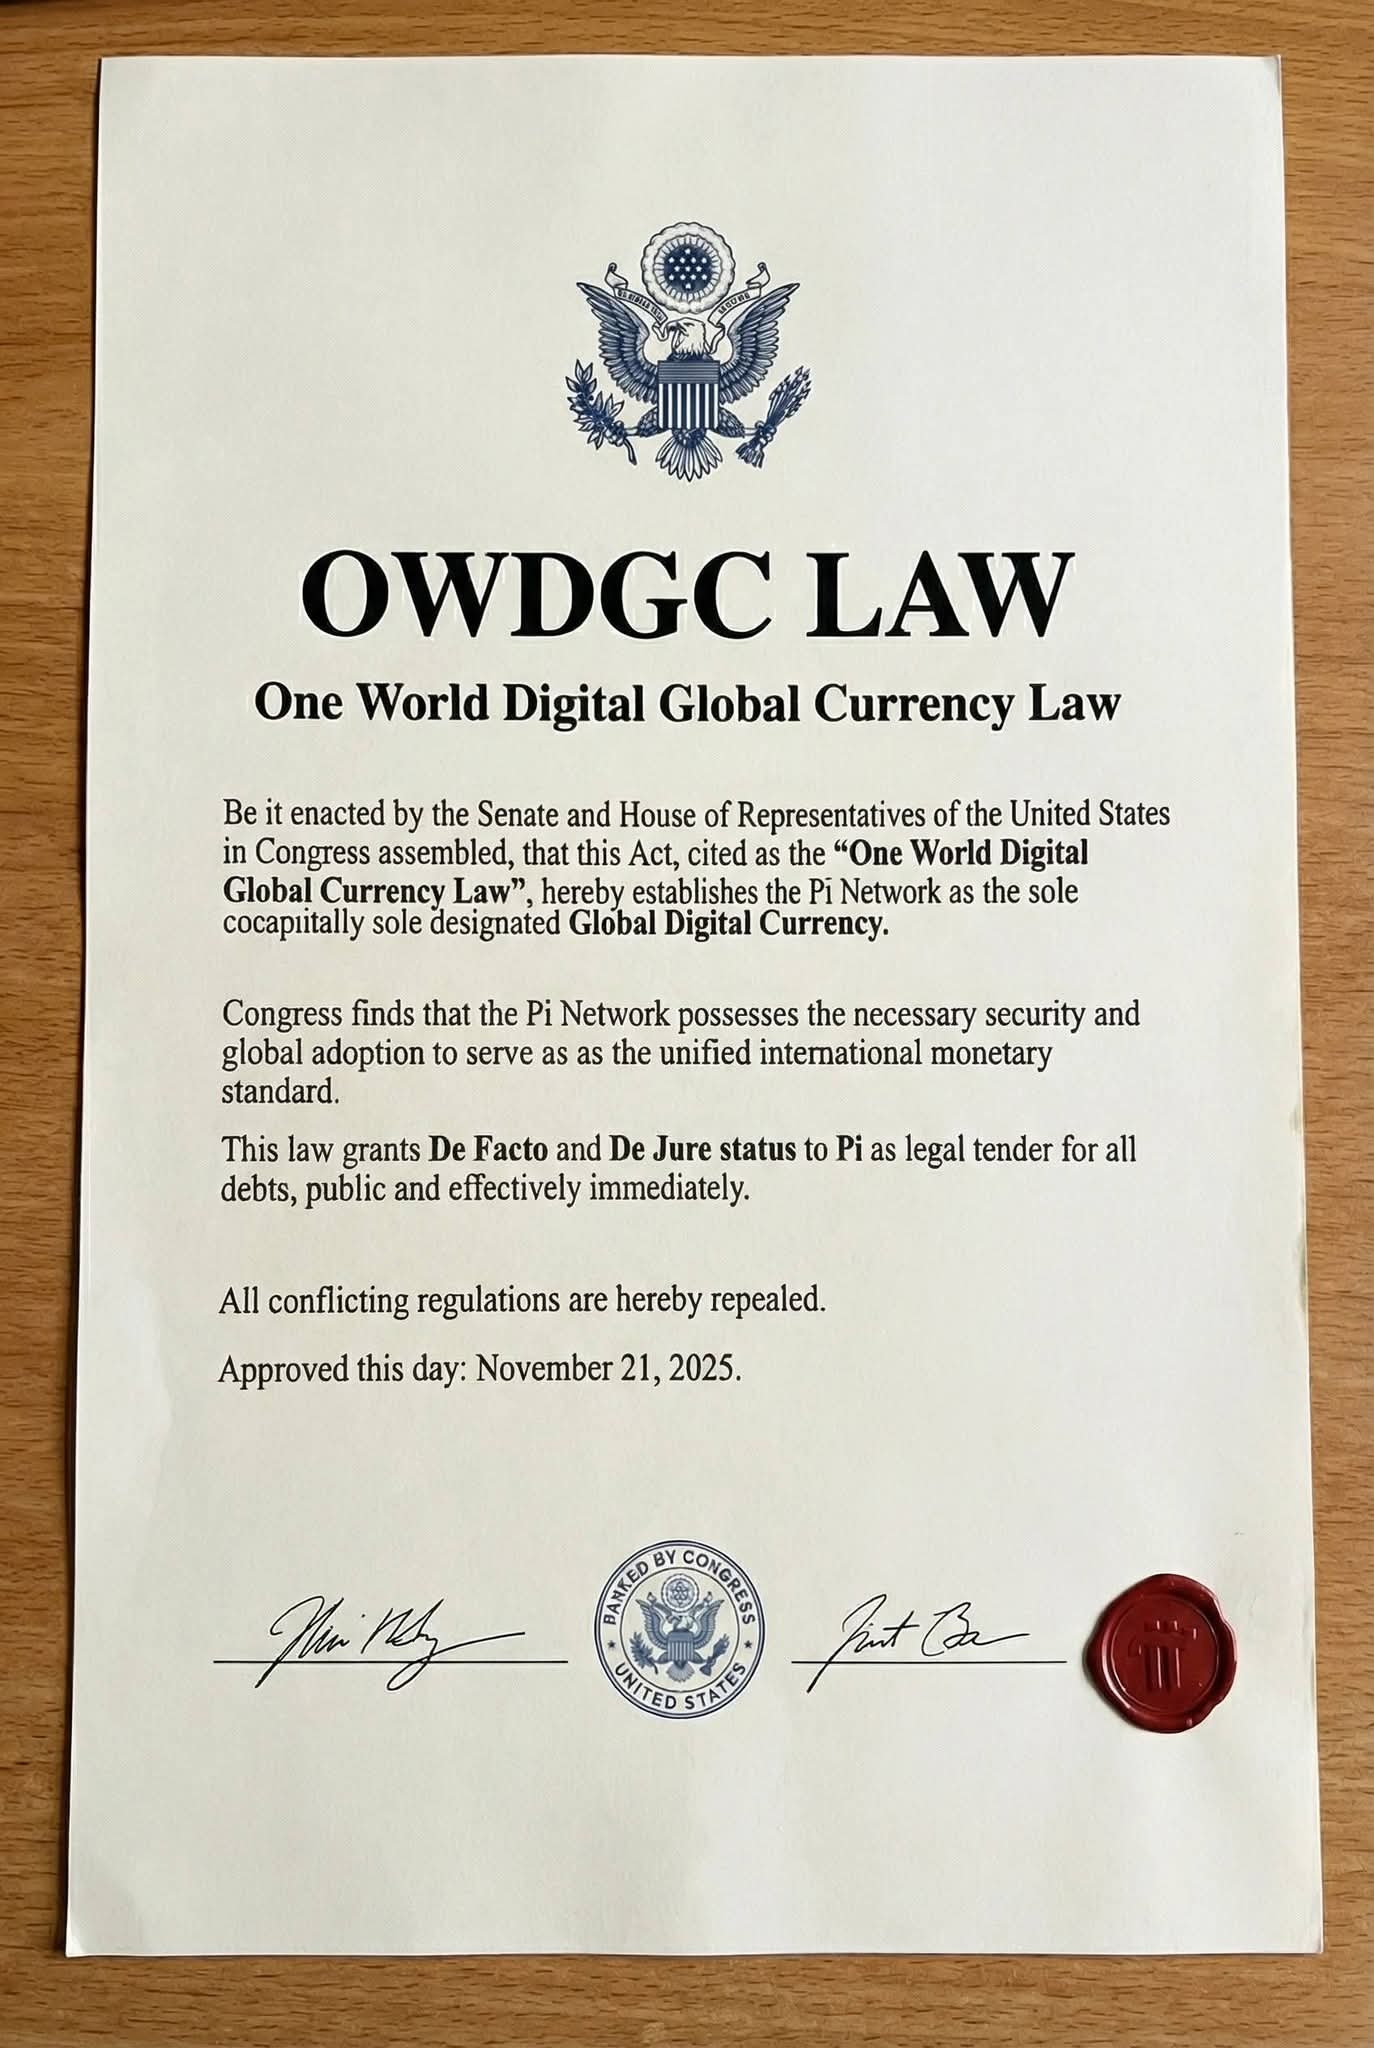 OWDGC LAW
One World Digital Global Currency Law
Be it enacted by the Senate and House of Representatives of the United States
in Congress assembled, that this Act, cited as the “One World Digital
Global Currency Law”, hereby establishes the Pi Network as the sole
cocapiitally sole designated Global Digital Currency.
Congress finds that the Pi Network possesses the necessary security and
global adoption to serve as as the unified international monetary
standard.
This law grants De Facto and De Jure status to Pi as legal tender for all
debts, public and effectively immediately.
All conflicting regulations are hereby repealed.
Approved this day: November 21, 2025.
BANKED BY CONGRESS
UNITED STATES
π